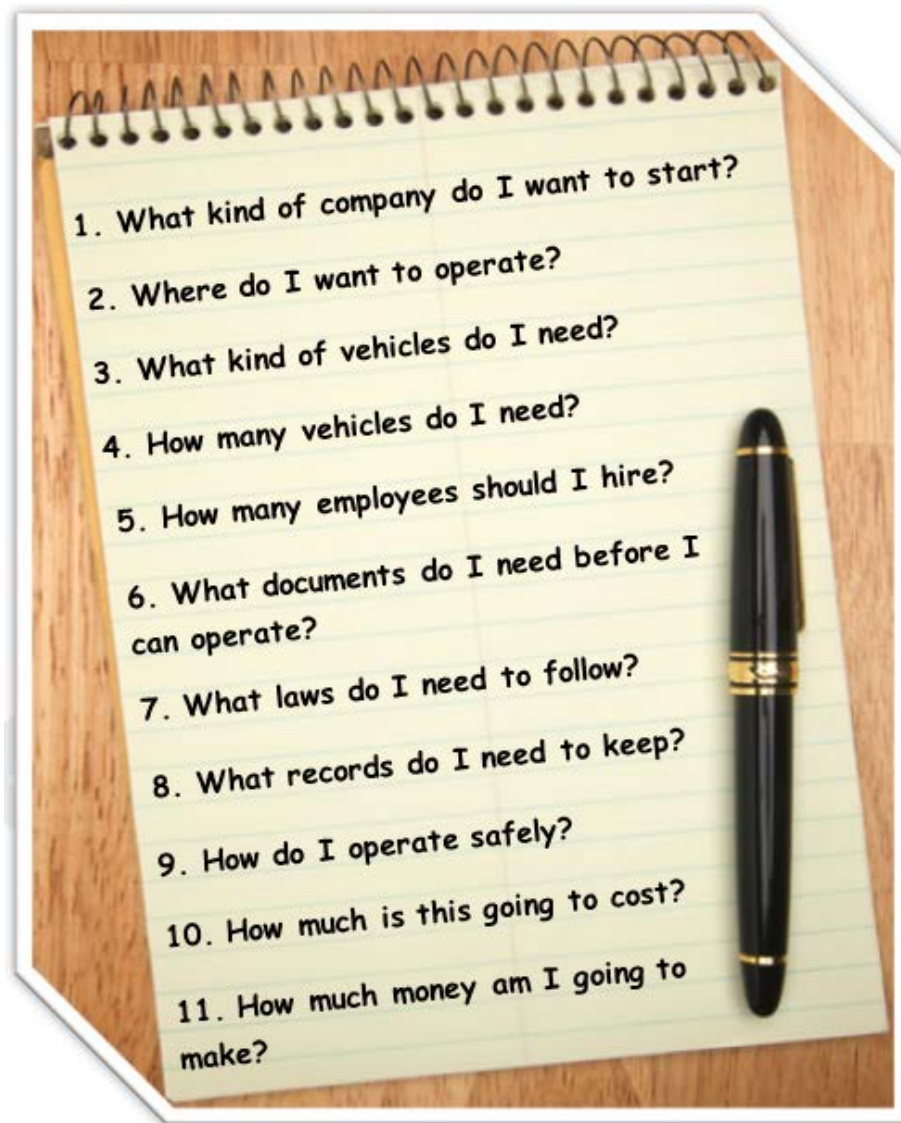 1. What kind of company do I want to start?
2. Where do I want to operate?
3. What kind of vehicles do I need?
4. How many vehicles do I need?
5. How many employees should I hire?
6. What documents do I need before I
can operate?
7. What laws do I need to follow?
8. What records do I need to keep?
9. How do I operate safely?
10. How much is this going to cost?
11. How much money am I going to
make?